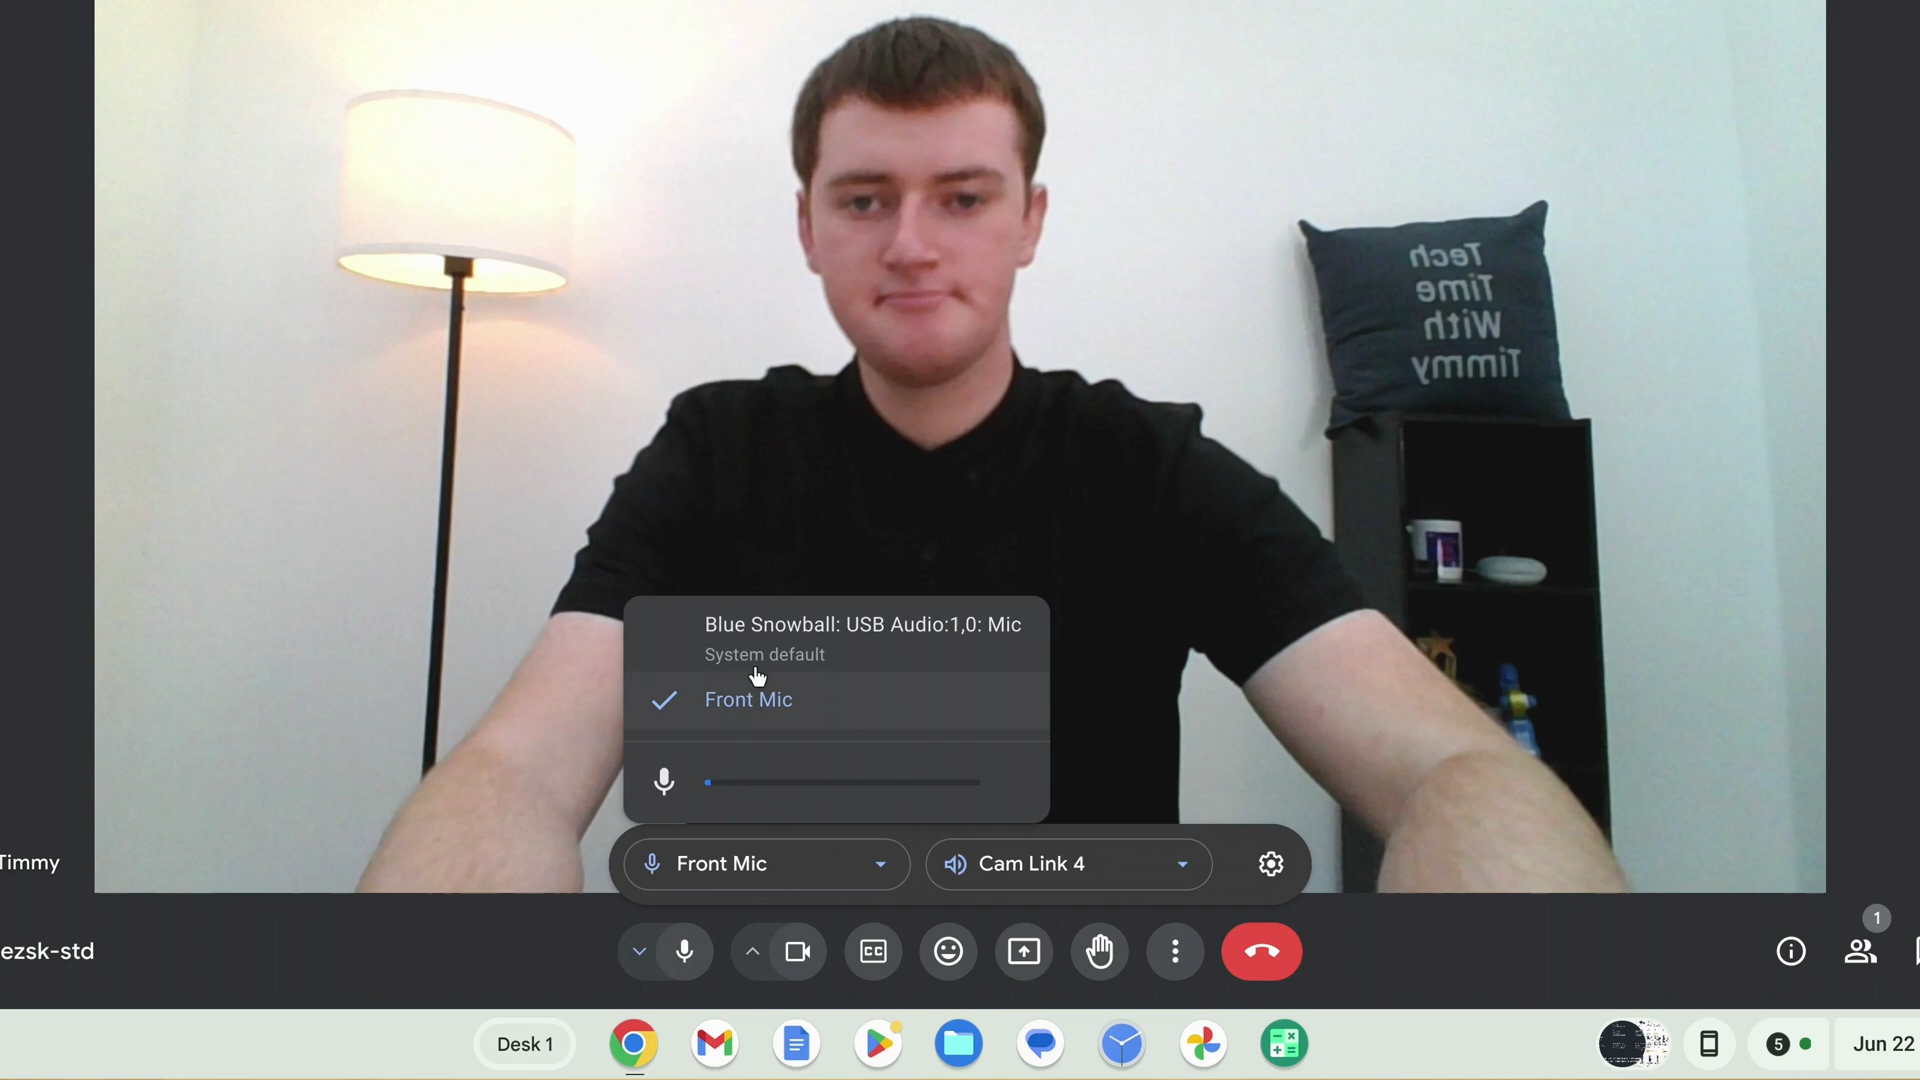 Tech
Time
With
Timmy
Blue Snowball: USB Audio:1,0: Mic
System default
Front Mic
Timmy
Front Mic
Cam Link 4
ezsk-std
CC
1
Desk 1
5
Jun 22